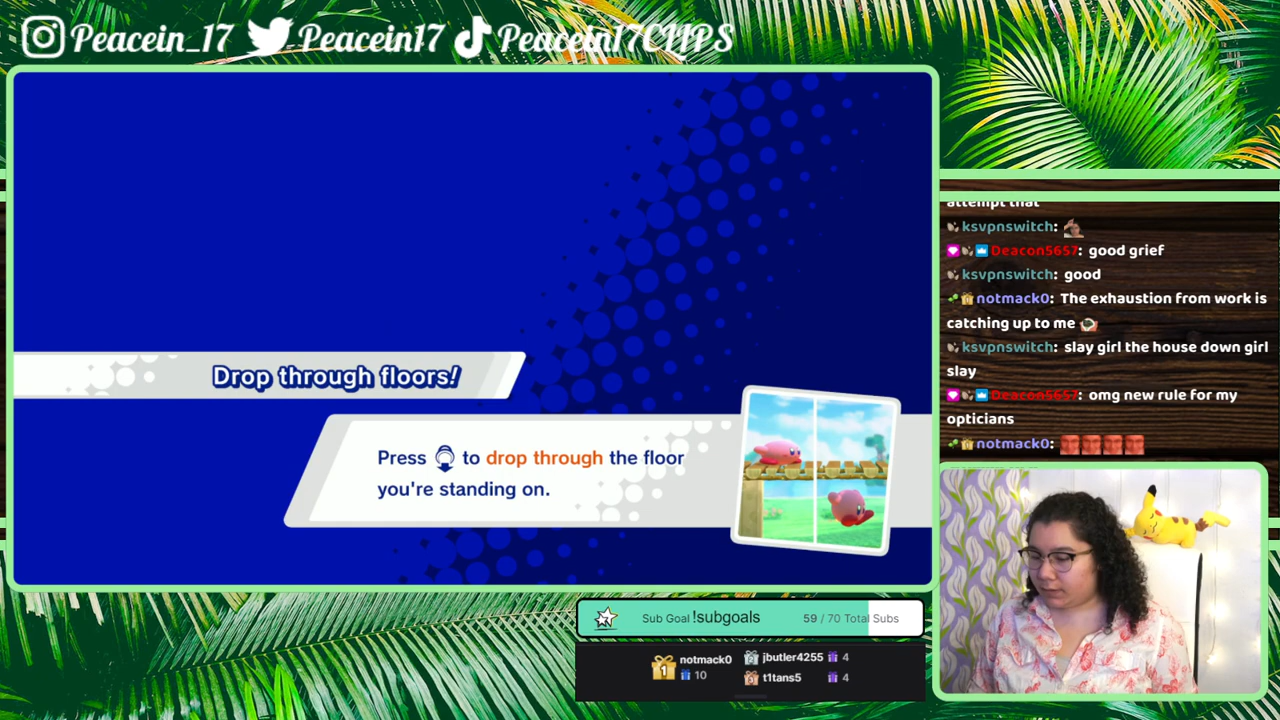 Peacein_17 Peacein17 Peacein17ClIPS
attempt that
ksvpnswitch:
Deacon5657: good grief
ksvpnswitch: good
notmack0: The exhaustion from work is
catching up to me
ksvpnswitch: slay girl the house down girl
slay
Deacon5657: omg new rule for my
opticians
notmack0:
Drop through floors!
Press to drop through the floor
you're standing on.
Sub Goal !subgoals 59 / 70 Total Subs
1 notmack0 10
2 jbutler4255 4
3 t1tans5 4